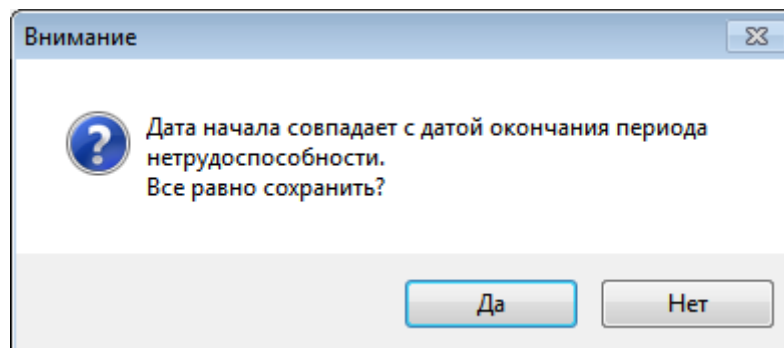 Внимание
Дата начала совпадает с датой окончания периода
нетрудоспособности.
Все равно сохранить?
Да
Нет